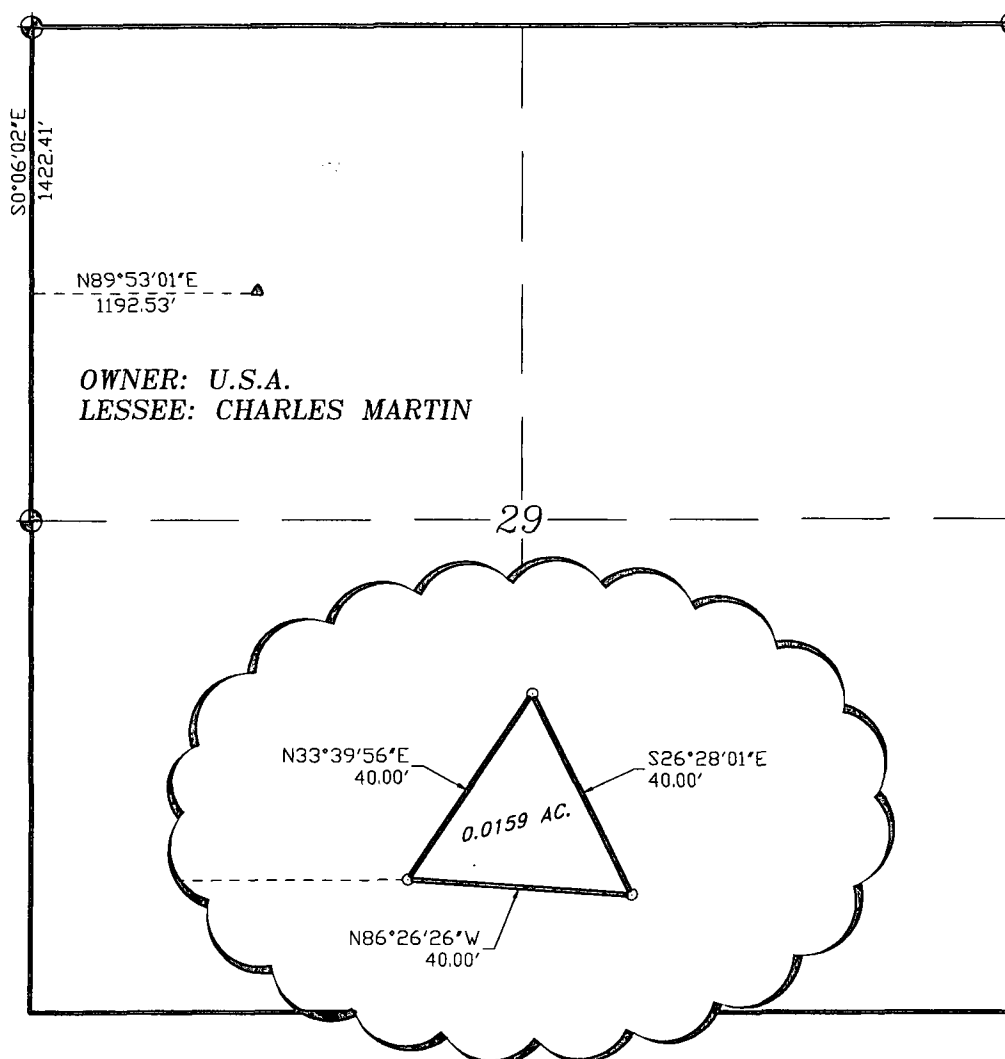 S0°06'02"E
1422.41'
N89°53'01"E
1192.53'
OWNER: U.S.A.
LESSEE: CHARLES MARTIN
29
N33°39'56"E
40.00'
S26°28'01"E
40.00'
0.0159 AC.
N86°26'26"W
40.00'